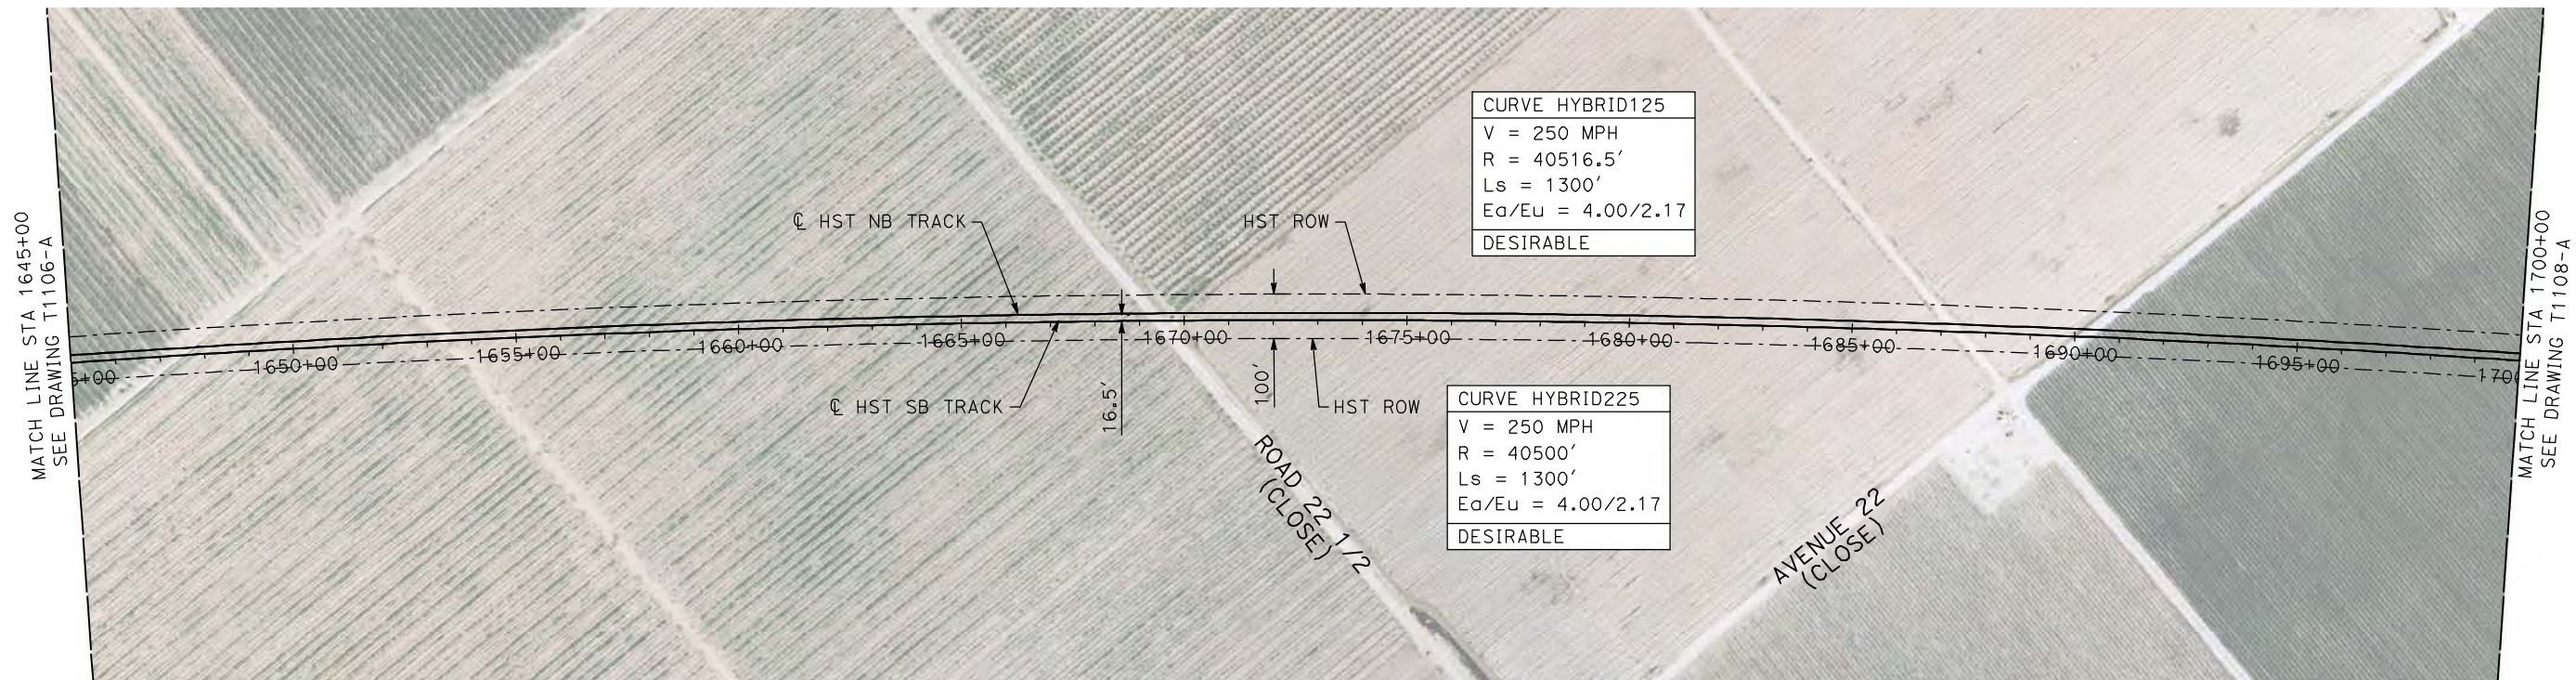 MATCH LINE STA 1645+00
SEE DRAWING T1106-A
℄ HST NB TRACK
HST ROW
CURVE HYBRID125
V = 250 MPH
R = 40516.5′
Ls = 1300′
Ea/Eu = 4.00/2.17
DESIRABLE
5+00
1650+00
1655+00
1660+00
1665+00
1670+00
1675+00
1680+00
1685+00
1690+00
1695+00
1700
16.5′
100′
℄ HST SB TRACK
HST ROW
CURVE HYBRID225
V = 250 MPH
R = 40500′
Ls = 1300′
Ea/Eu = 4.00/2.17
DESIRABLE
ROAD 22 1/2
(CLOSE)
AVENUE 22
(CLOSE)
MATCH LINE STA 1700+00
SEE DRAWING T1108-A